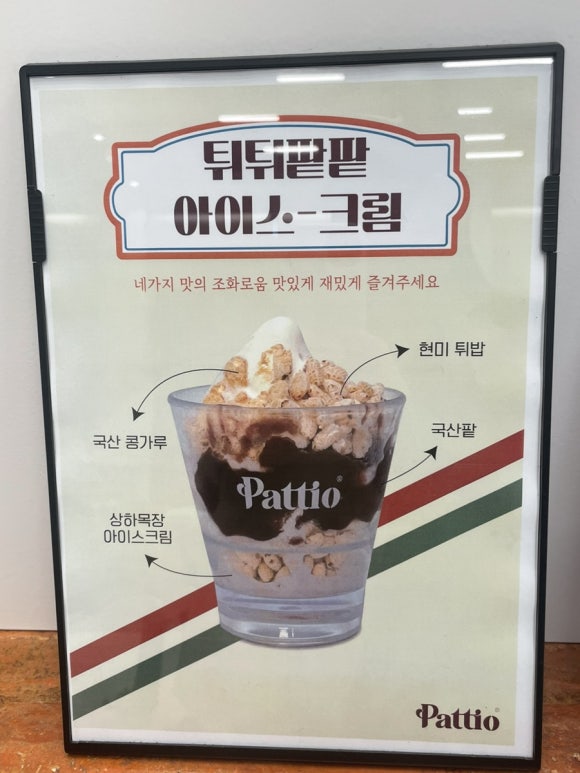 튀튀팥팥
아이스-크림
네가지 맛의 조화로움 맛있게 재밌게 즐겨주세요
현미 튀밥
국산 콩가루
국산팥
Pattio®
상하목장
아이스크림
Pattio®